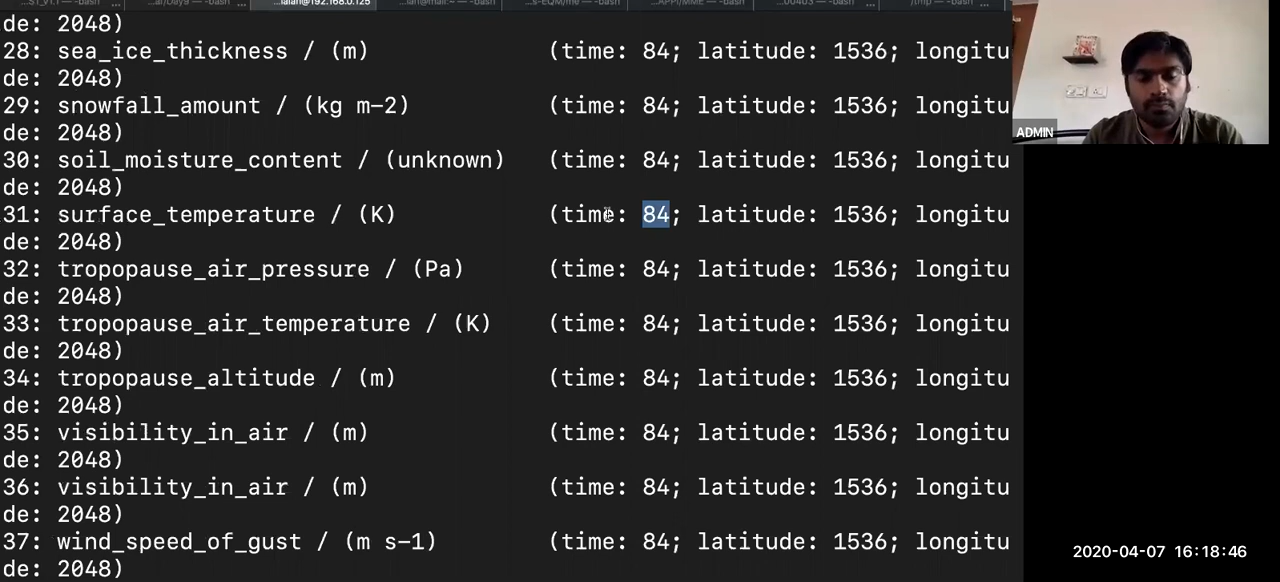 de: 2048)
28: sea_ice_thickness / (m) (time: 84; latitude: 1536; longitu
de: 2048)
29: snowfall_amount / (kg m-2) (time: 84; latitude: 1536; longitu
de: 2048)
30: soil_moisture_content / (unknown) (time: 84; latitude: 1536; longitu
de: 2048)
31: surface_temperature / (K) (time: 84; latitude: 1536; longitu
de: 2048)
32: tropopause_air_pressure / (Pa) (time: 84; latitude: 1536; longitu
de: 2048)
33: tropopause_air_temperature / (K) (time: 84; latitude: 1536; longitu
de: 2048)
34: tropopause_altitude / (m) (time: 84; latitude: 1536; longitu
de: 2048)
35: visibility_in_air / (m) (time: 84; latitude: 1536; longitu
de: 2048)
36: visibility_in_air / (m) (time: 84; latitude: 1536; longitu
de: 2048)
37: wind_speed_of_gust / (m s-1) (time: 84; latitude: 1536; longitu
de: 2048)
ADMIN
2020-04-07 16:18:46